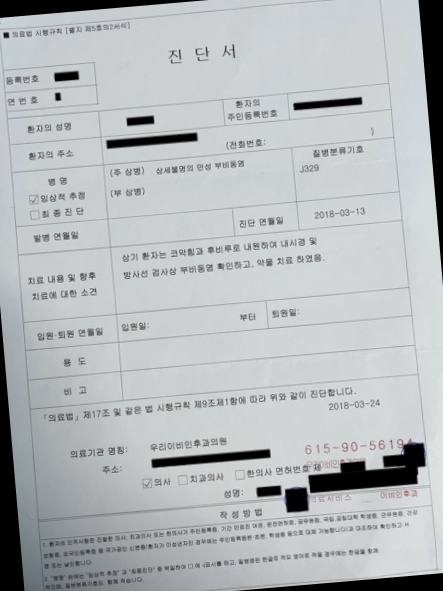 ■ 의료법 시행규칙 [별지 제5호의2서식]
진 단 서
등록번호
연 번 호
환자의 성명
환자의
주민등록번호
환자의 주소
(전화번호: )
병 명
☑임상적 추정
☐최 종 진 단
(주 상병) 상세불명의 만성 부비동염
(부 상병)
질병분류기호
J329
발병 연월일
진단 연월일
2018-03-13
치료 내용 및 향후
치료에 대한 소견
상기 환자는 코막힘과 후비루로 내원하여 내시경 및
방사선 검사상 부비동염 확인하고, 약물 치료 하였음.
입원·퇴원 연월일
입원일: 부터 퇴원일:
용 도
비 고
「의료법」 제17조 및 같은 법 시행규칙 제9조제1항에 따라 위와 같이 진단합니다.
2018-03-24
의료기관 명칭: 우리이비인후과의원
615-90-56194
주소:
☑의사 ☐치과의사 ☐한의사 면허번호 제
성명:
의료서비스 이비인후과
작 성 방 법